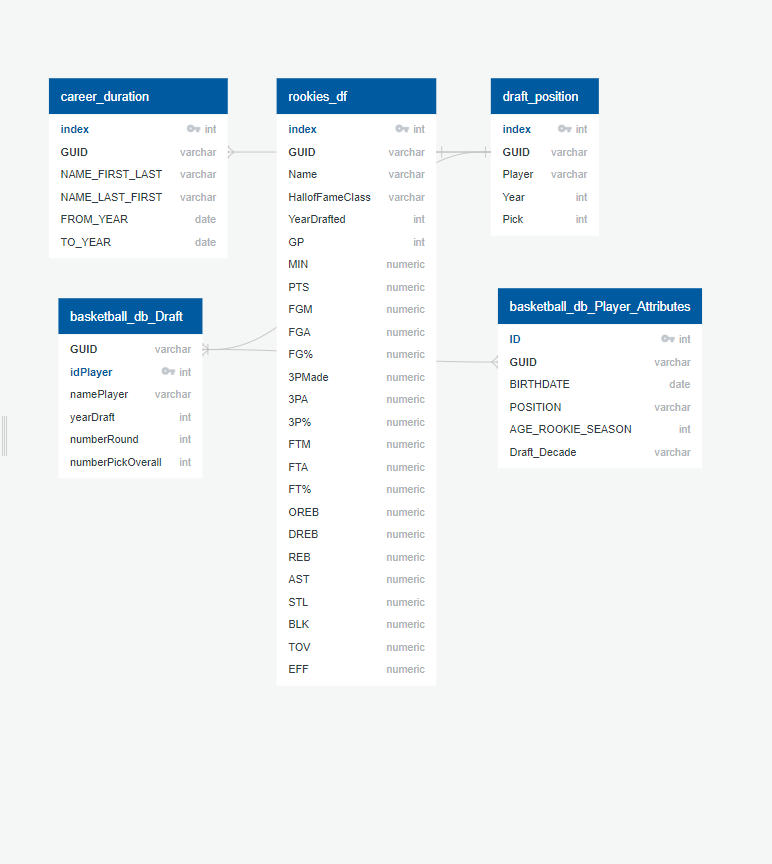 career_duration
index int
GUID varchar
NAME_FIRST_LAST varchar
NAME_LAST_FIRST varchar
FROM_YEAR date
TO_YEAR date
basketball_db_Draft
GUID varchar
idPlayer int
namePlayer varchar
yearDraft int
numberRound int
numberPickOverall int
rookies_df
index int
GUID varchar
Name varchar
HallofFameClass varchar
YearDrafted int
GP int
MIN numeric
PTS numeric
FGM numeric
FGA numeric
FG% numeric
3PMade numeric
3PA numeric
3P% numeric
FTM numeric
FTA numeric
FT% numeric
OREB numeric
DREB numeric
REB numeric
AST numeric
STL numeric
BLK numeric
TOV numeric
EFF numeric
draft_position
index int
GUID varchar
Player varchar
Year int
Pick int
basketball_db_Player_Attributes
ID int
GUID varchar
BIRTHDATE date
POSITION varchar
AGE_ROOKIE_SEASON int
Draft_Decade varchar